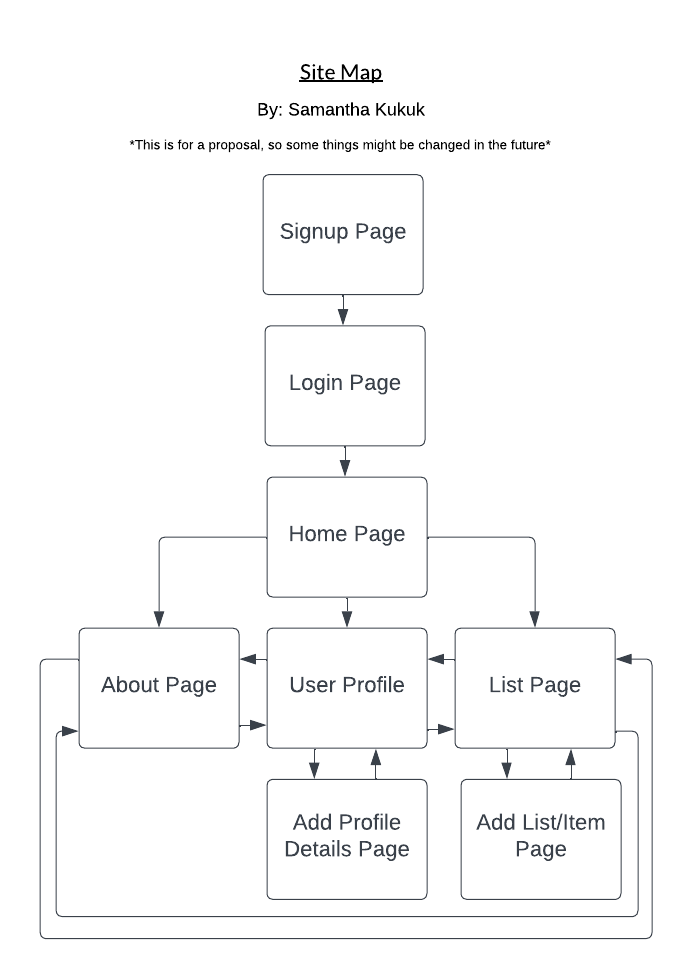 Site Map
By: Samantha Kukuk
*This is for a proposal, so some things might be changed in the future*
Signup Page
Login Page
Home Page
About Page
User Profile
List Page
Add Profile
Details Page
Add List/Item
Page